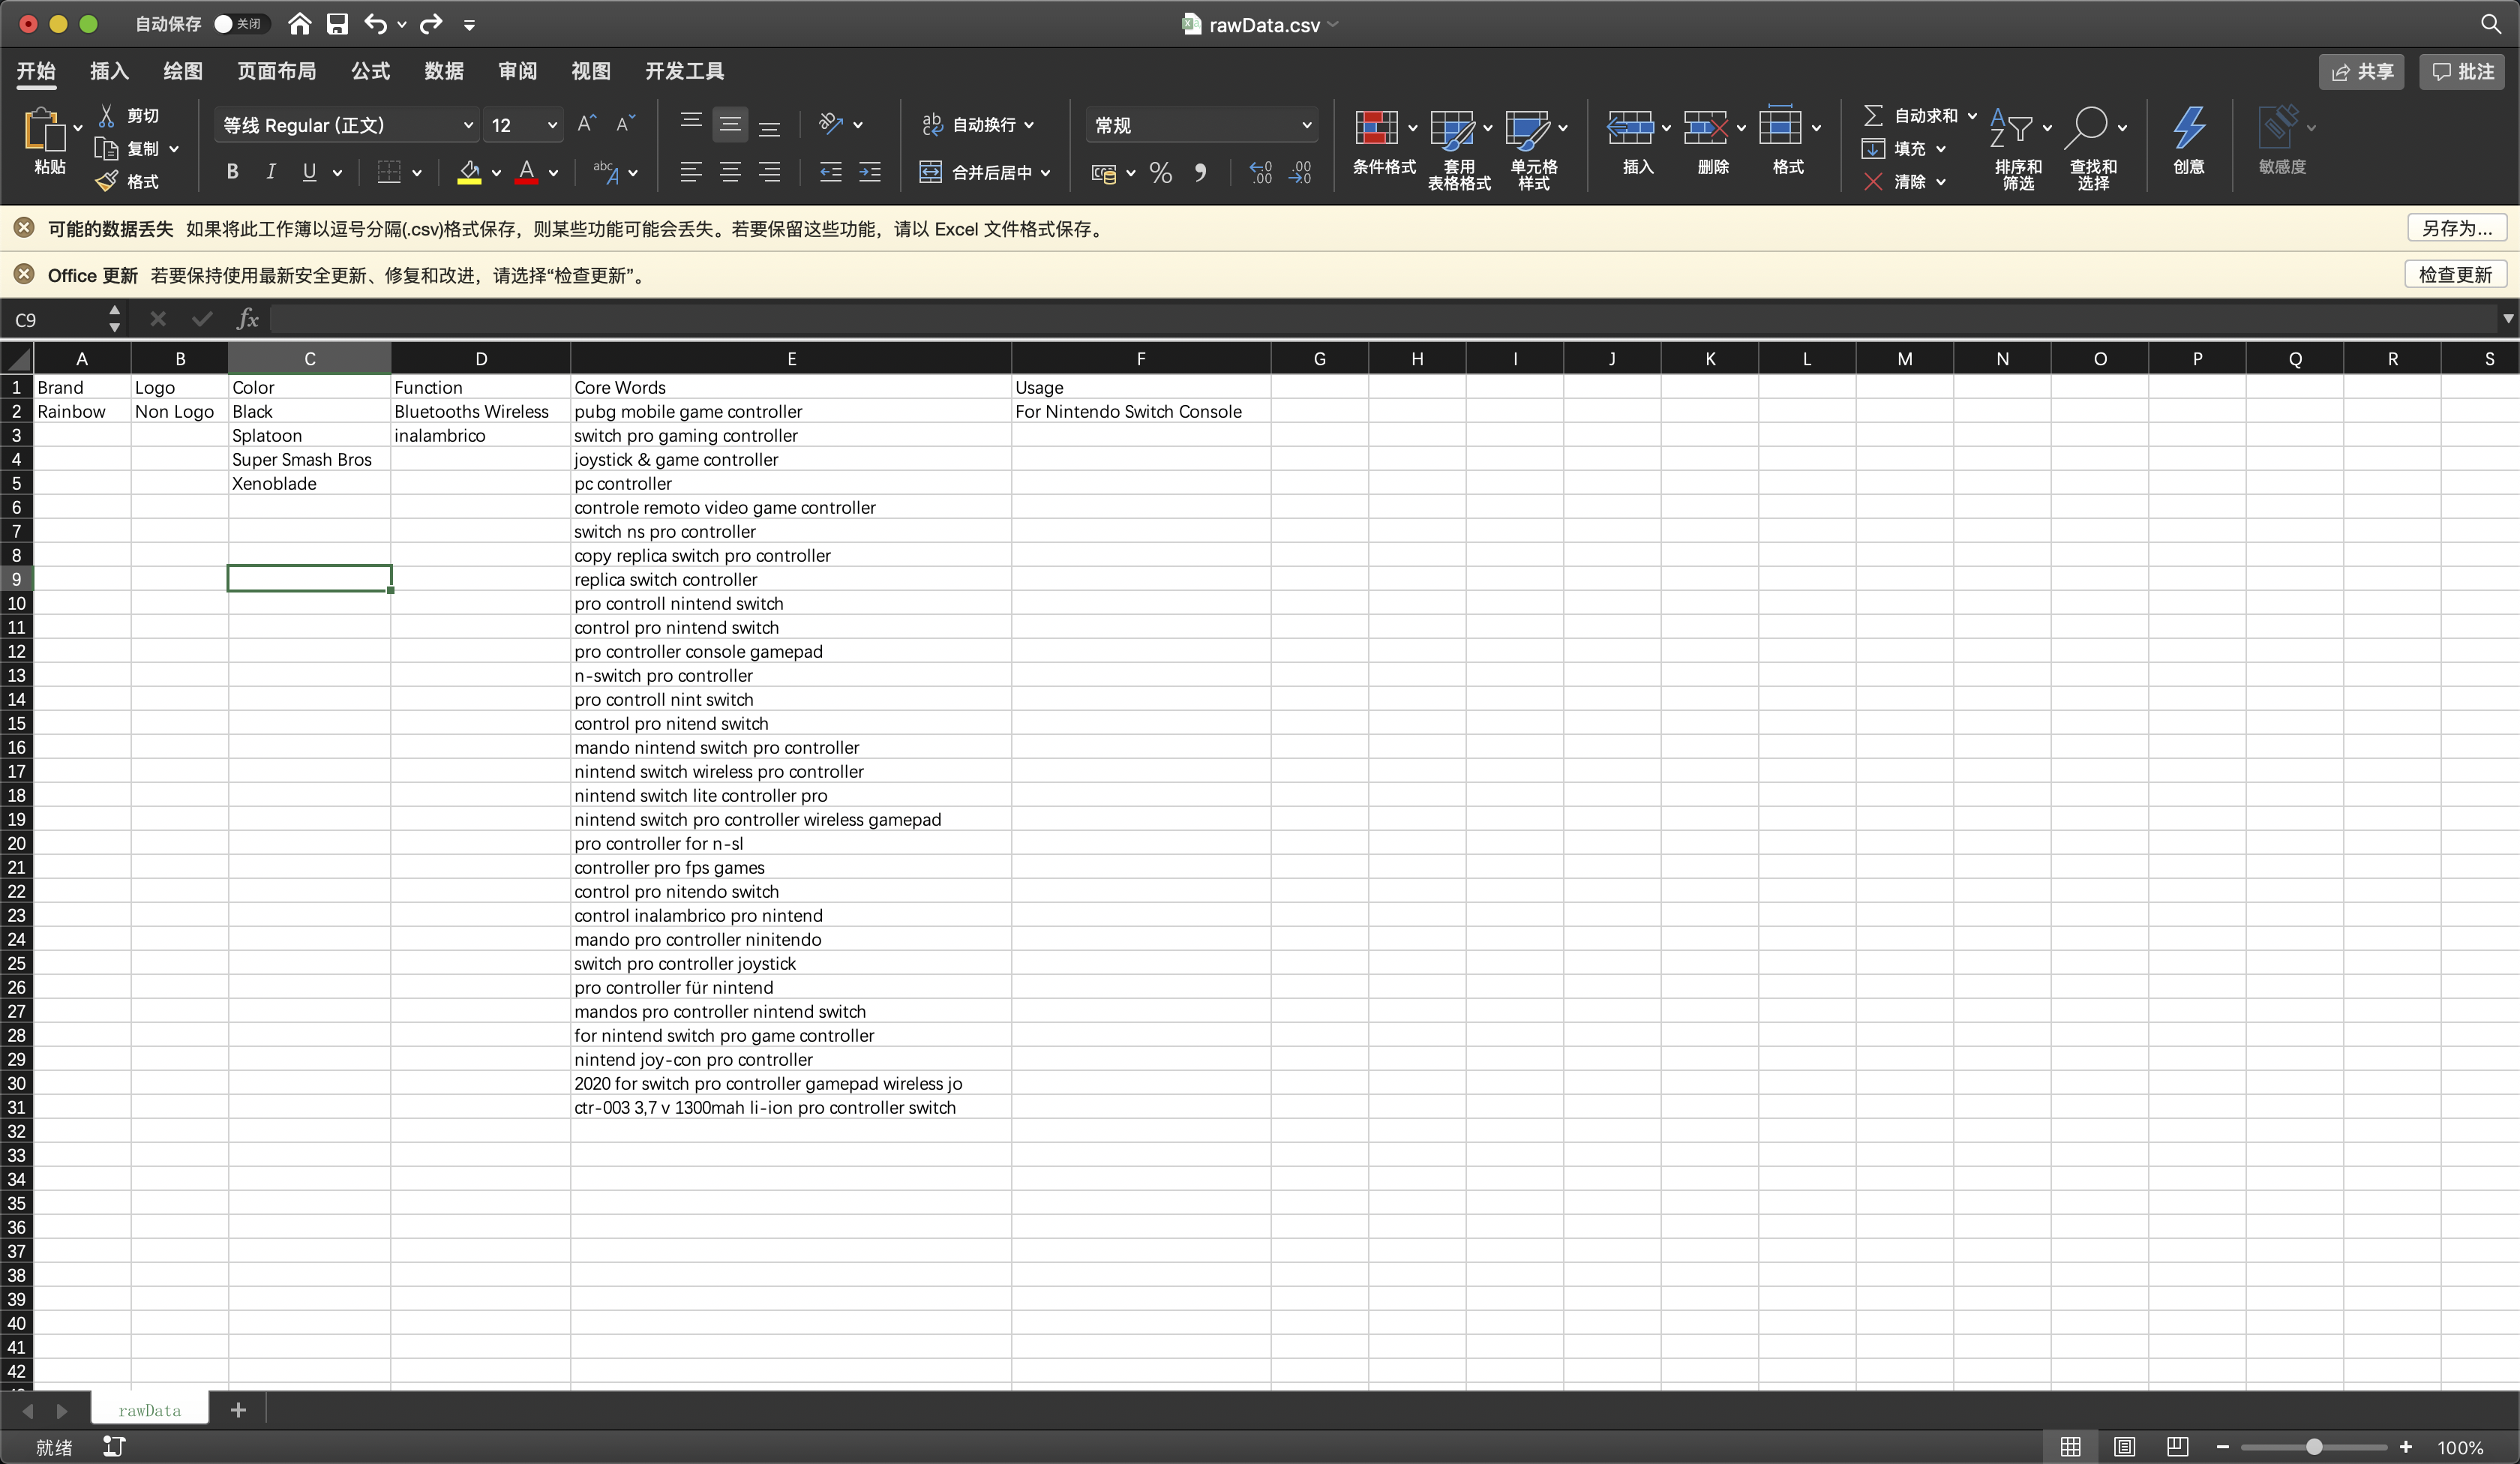 自动保存 关闭 rawData.csv
开始 插入 绘图 页面布局 公式 数据 审阅 视图 开发工具 共享 批注
粘贴 剪切 复制 格式 等线 Regular (正文) 12 自动换行 合并后居中 常规 条件格式 套用 表格格式 单元格 样式 插入 删除 格式 自动求和 填充 清除 排序和 筛选 查找和 选择 创意 敏感度
可能的数据丢失 如果将此工作簿以逗号分隔(.csv)格式保存，则某些功能可能会丢失。若要保留这些功能，请以 Excel 文件格式保存。 另存为...
Office 更新 若要保持使用最新安全更新、修复和改进，请选择“检查更新”。 检查更新
C9 fx
A B C D E F G H I J K L M N O P Q R S
1 Brand Logo Color Function Core Words Usage
2 Rainbow Non Logo Black Bluetooths Wireless pubg mobile game controller For Nintendo Switch Console
3 Splatoon inalambrico switch pro gaming controller
4 Super Smash Bros joystick & game controller
5 Xenoblade pc controller
6 controle remoto video game controller
7 switch ns pro controller
8 copy replica switch pro controller
9 replica switch controller
10 pro controll nintend switch
11 control pro nintend switch
12 pro controller console gamepad
13 n-switch pro controller
14 pro controll nint switch
15 control pro nitend switch
16 mando nintend switch pro controller
17 nintend switch wireless pro controller
18 nintend switch lite controller pro
19 nintend switch pro controller wireless gamepad
20 pro controller for n-sl
21 controller pro fps games
22 control pro nitendo switch
23 control inalambrico pro nintend
24 mando pro controller ninitendo
25 switch pro controller joystick
26 pro controller für nintend
27 mandos pro controller nintend switch
28 for nintend switch pro game controller
29 nintend joy-con pro controller
30 2020 for switch pro controller gamepad wireless jo
31 ctr-003 3,7 v 1300mah li-ion pro controller switch
32
33
34
35
36
37
38
39
40
41
42
rawData
就绪 100%